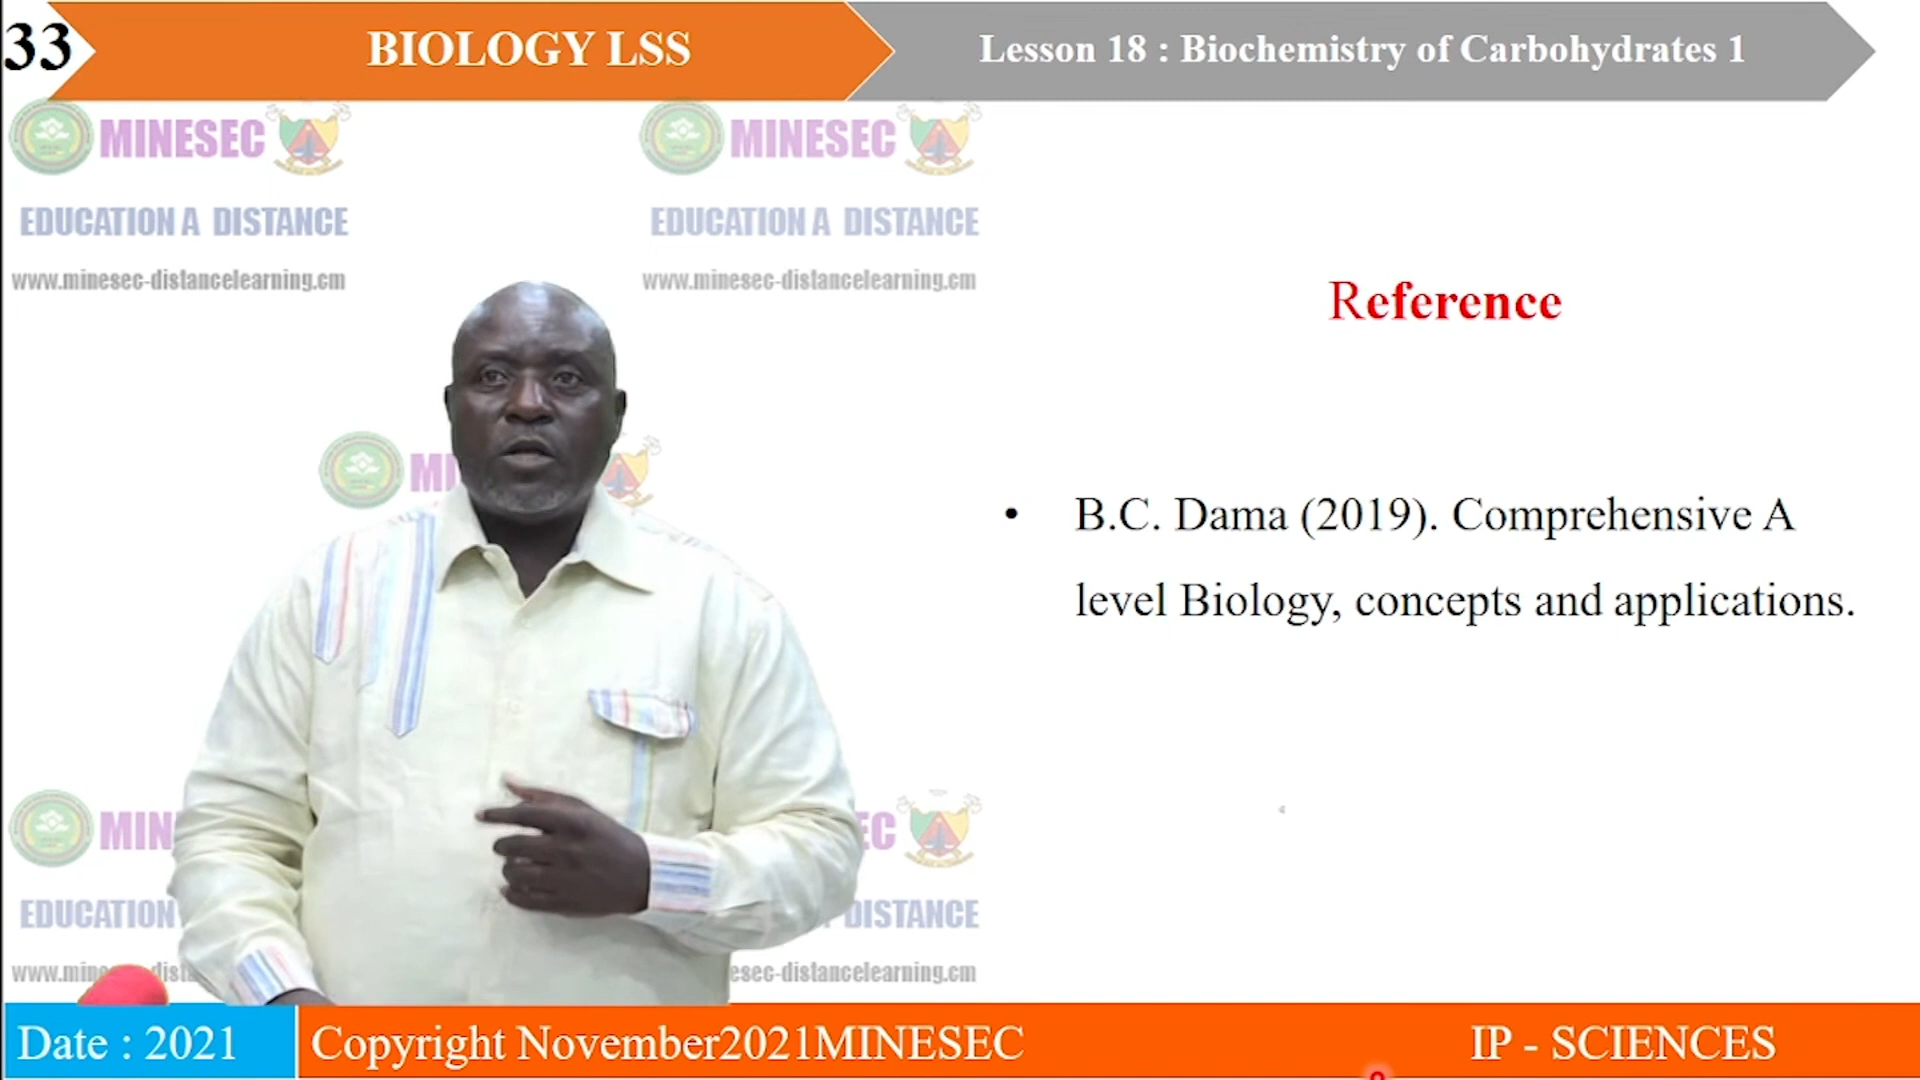 33
BIOLOGY LSS
Lesson 18 : Biochemistry of Carbohydrates 1
MINESEC
MINESEC
EDUCATION A DISTANCE
EDUCATION A DISTANCE
www.minesec-distancelearning.cm
www.minesec-distancelearning.cm
Reference
• B.C. Dama (2019). Comprehensive A
level Biology, concepts and applications.
EDUCATION
DISTANCE
Date : 2021
Copyright November2021MINESEC
IP - SCIENCES